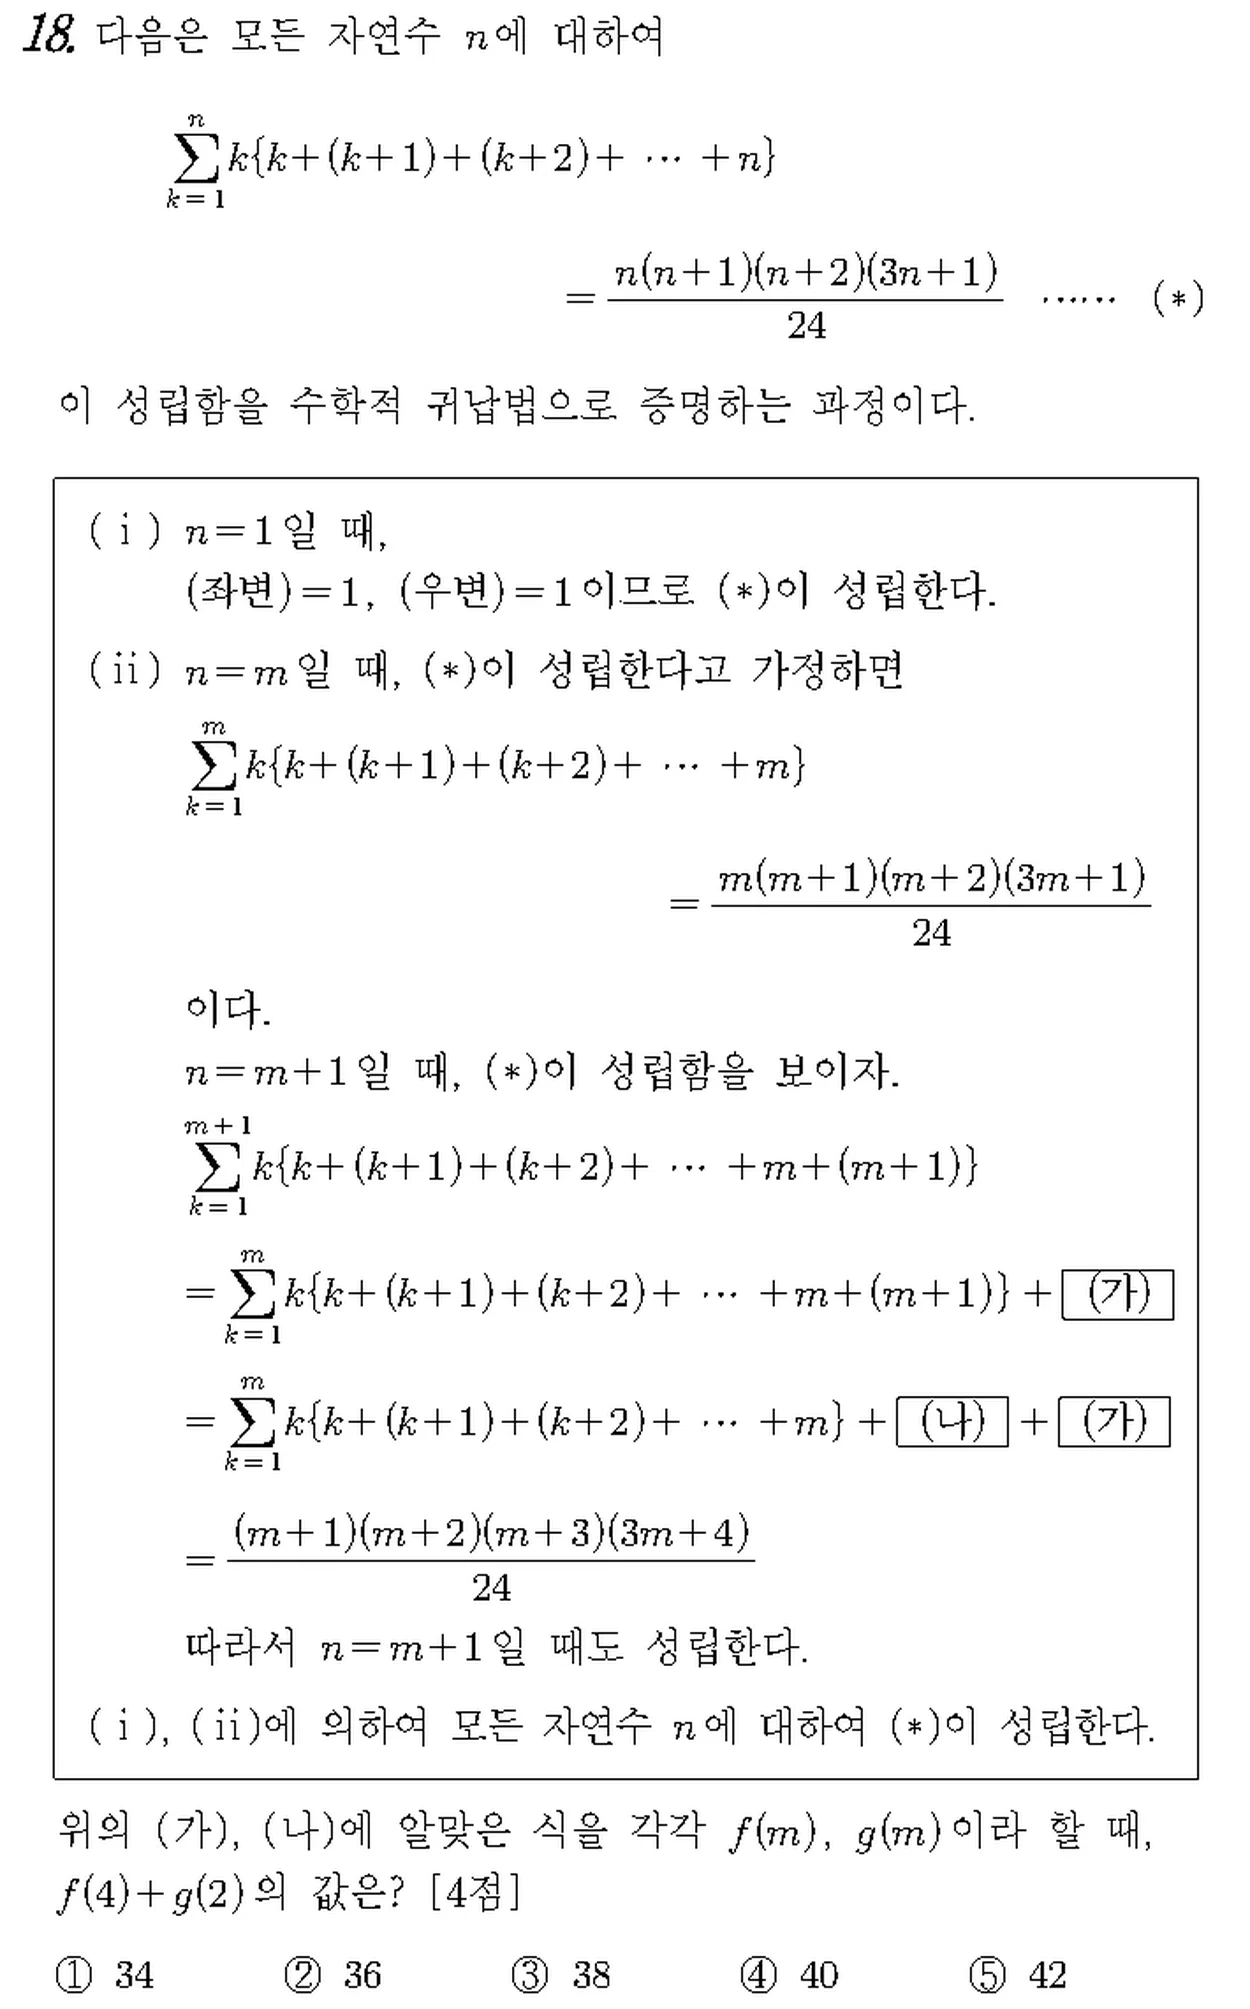 18. 다음은 모든 자연수 n에 대하여
∑_{k=1}^{n} k{k+(k+1)+(k+2)+ ⋯ +n}
= n(n+1)(n+2)(3n+1)/24 ⋯⋯ (*)
이 성립함을 수학적 귀납법으로 증명하는 과정이다.
(ⅰ) n=1일 때,
(좌변)=1, (우변)=1이므로 (*)이 성립한다.
(ⅱ) n=m일 때, (*)이 성립한다고 가정하면
∑_{k=1}^{m} k{k+(k+1)+(k+2)+ ⋯ +m}
= m(m+1)(m+2)(3m+1)/24
이다.
n=m+1일 때, (*)이 성립함을 보이자.
∑_{k=1}^{m+1} k{k+(k+1)+(k+2)+ ⋯ +m+(m+1)}
= ∑_{k=1}^{m} k{k+(k+1)+(k+2)+ ⋯ +m+(m+1)} + (가)
= ∑_{k=1}^{m} k{k+(k+1)+(k+2)+ ⋯ +m} + (나) + (가)
= (m+1)(m+2)(m+3)(3m+4)/24
따라서 n=m+1일 때도 성립한다.
(ⅰ), (ⅱ)에 의하여 모든 자연수 n에 대하여 (*)이 성립한다.
위의 (가), (나)에 알맞은 식을 각각 f(m), g(m)이라 할 때,
f(4)+g(2)의 값은? [4점]
① 34 ② 36 ③ 38 ④ 40 ⑤ 42